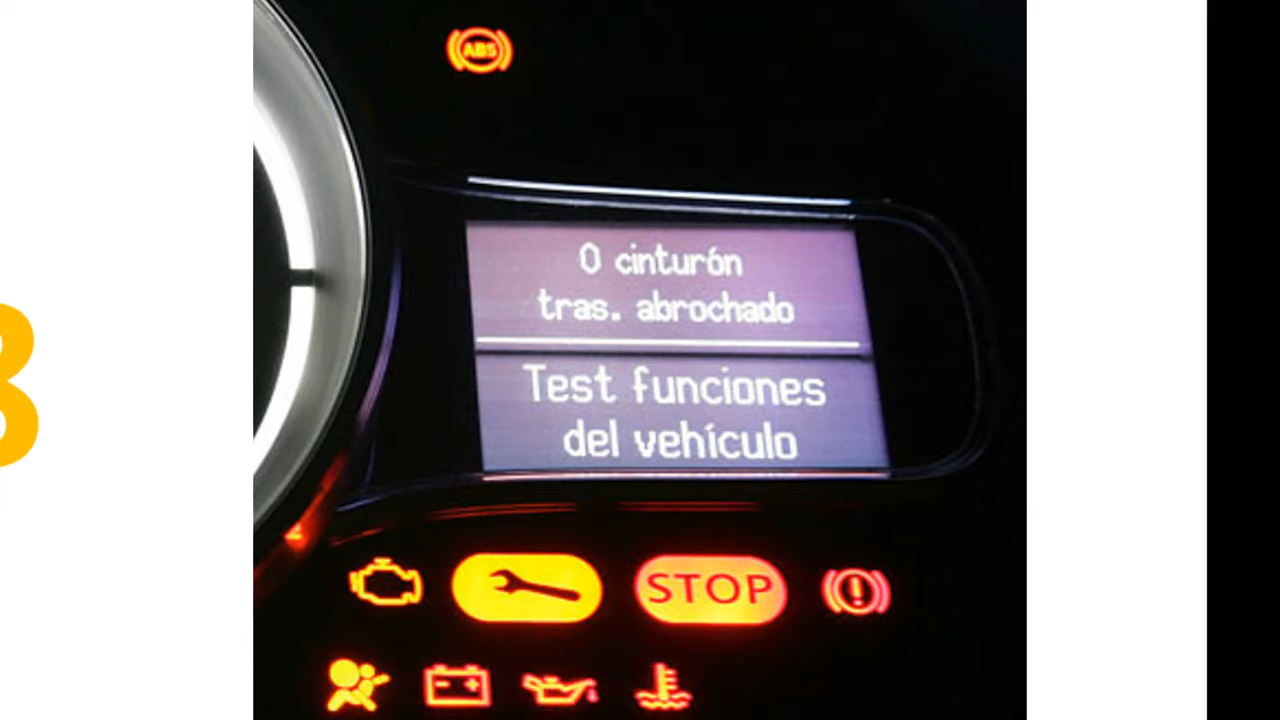 ABS
0 cinturón
tras. abrochado
Test funciones
del vehículo
STOP